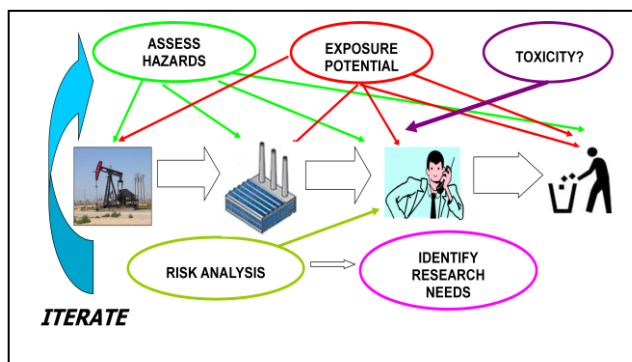 ASSESS
HAZARDS
EXPOSURE
POTENTIAL
TOXICITY?
RISK ANALYSIS
IDENTIFY
RESEARCH
NEEDS
ITERATE